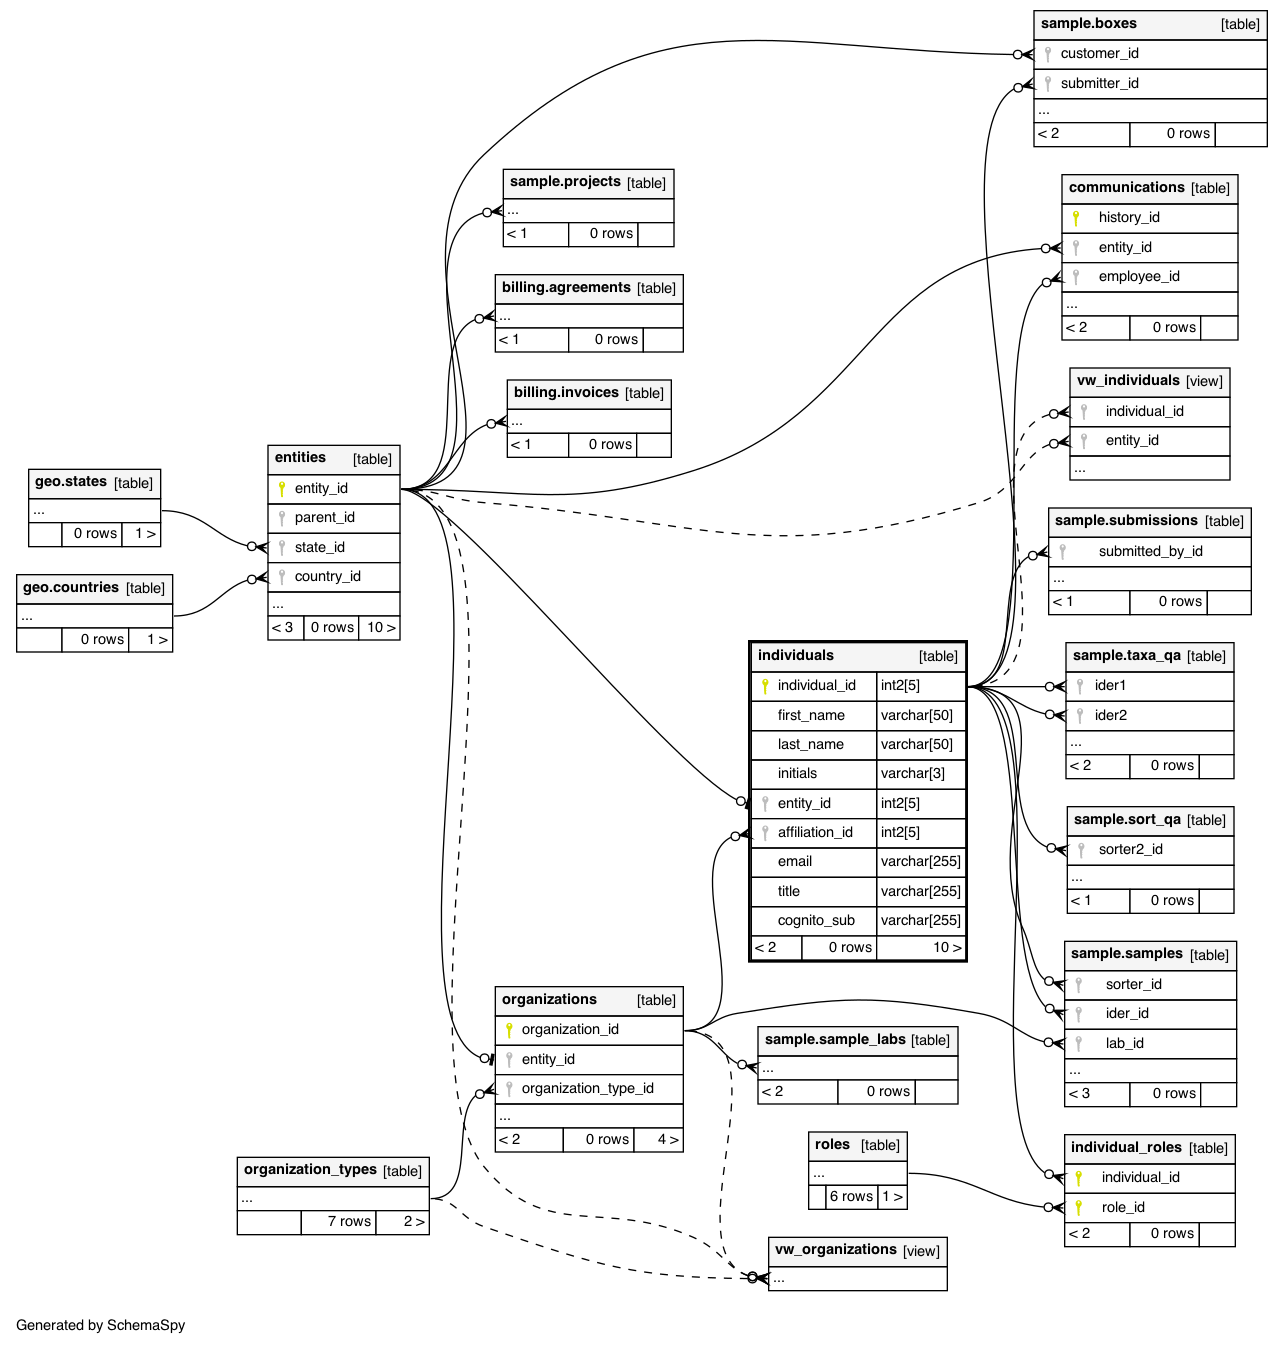 sample.boxes [table]
customer_id
submitter_id
...
< 2 0 rows
sample.projects [table]
...
< 1 0 rows
communications [table]
history_id
entity_id
employee_id
...
< 2 0 rows
billing.agreements [table]
...
< 1 0 rows
vw_individuals [view]
individual_id
entity_id
...
billing.invoices [table]
...
< 1 0 rows
entities [table]
entity_id
parent_id
state_id
country_id
...
< 3 0 rows 10 >
geo.states [table]
...
0 rows 1 >
geo.countries [table]
...
0 rows 1 >
sample.submissions [table]
submitted_by_id
...
< 1 0 rows
individuals [table]
individual_id int2[5]
first_name varchar[50]
last_name varchar[50]
initials varchar[3]
entity_id int2[5]
affiliation_id int2[5]
email varchar[255]
title varchar[255]
cognito_sub varchar[255]
< 2 0 rows 10 >
sample.taxa_qa [table]
ider1
ider2
...
< 2 0 rows
sample.sort_qa [table]
sorter2_id
...
< 1 0 rows
sample.samples [table]
sorter_id
ider_id
lab_id
...
< 3 0 rows
organizations [table]
organization_id
entity_id
organization_type_id
...
< 2 0 rows 4 >
sample.sample_labs [table]
...
< 2 0 rows
roles [table]
...
6 rows 1 >
individual_roles [table]
individual_id
role_id
< 2 0 rows
organization_types [table]
...
7 rows 2 >
vw_organizations [view]
...
Generated by SchemaSpy